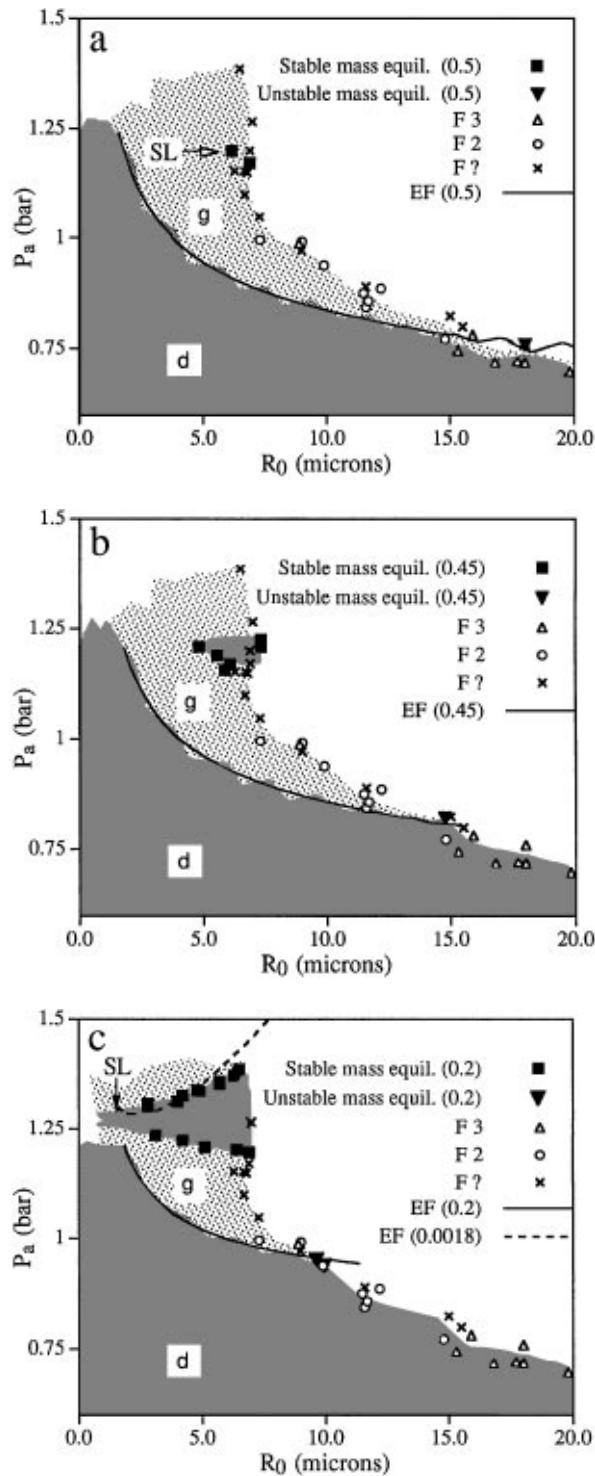 a
1.5
1.25
1
0.75
P_a (bar)
0.0 5.0 10.0 15.0 20.0
R_0 (microns)
Stable mass equil. (0.5)
Unstable mass equil. (0.5)
F 3
F 2
F ?
EF (0.5)
SL
g
d
b
1.5
1.25
1
0.75
P_a (bar)
0.0 5.0 10.0 15.0 20.0
R_0 (microns)
Stable mass equil. (0.45)
Unstable mass equil. (0.45)
F 3
F 2
F ?
EF (0.45)
g
d
c
1.5
1.25
1
0.75
P_a (bar)
0.0 5.0 10.0 15.0 20.0
R_0 (microns)
Stable mass equil. (0.2)
Unstable mass equil. (0.2)
F 3
F 2
F ?
EF (0.2)
EF (0.0018)
SL
g
d